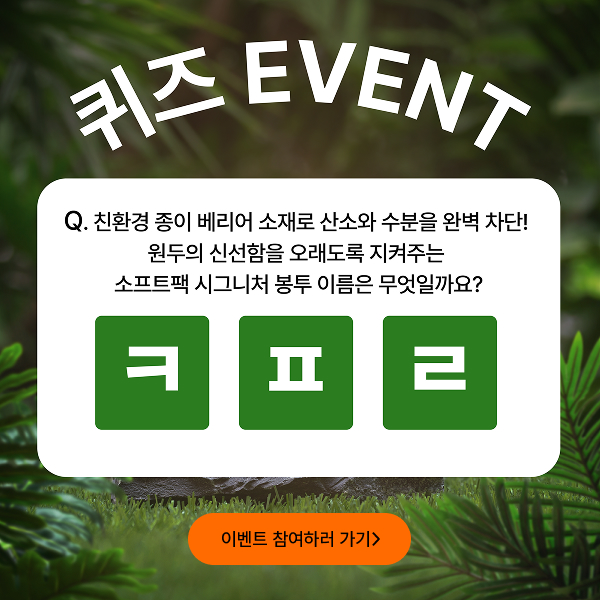 퀴즈 EVENT
Q. 친환경 종이 베리어 소재로 산소와 수분을 완벽 차단!
원두의 신선함을 오래도록 지켜주는
소프트팩 시그니처 봉투 이름은 무엇일까요?
ㅋ ㅍ ㄹ
이벤트 참여하러 가기>